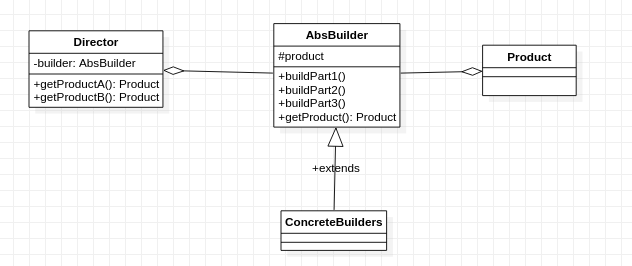 Director
-builder: AbsBuilder
+getProductA(): Product
+getProductB(): Product
AbsBuilder
#product
+buildPart1()
+buildPart2()
+buildPart3()
+getProduct(): Product
Product
+extends
ConcreteBuilders